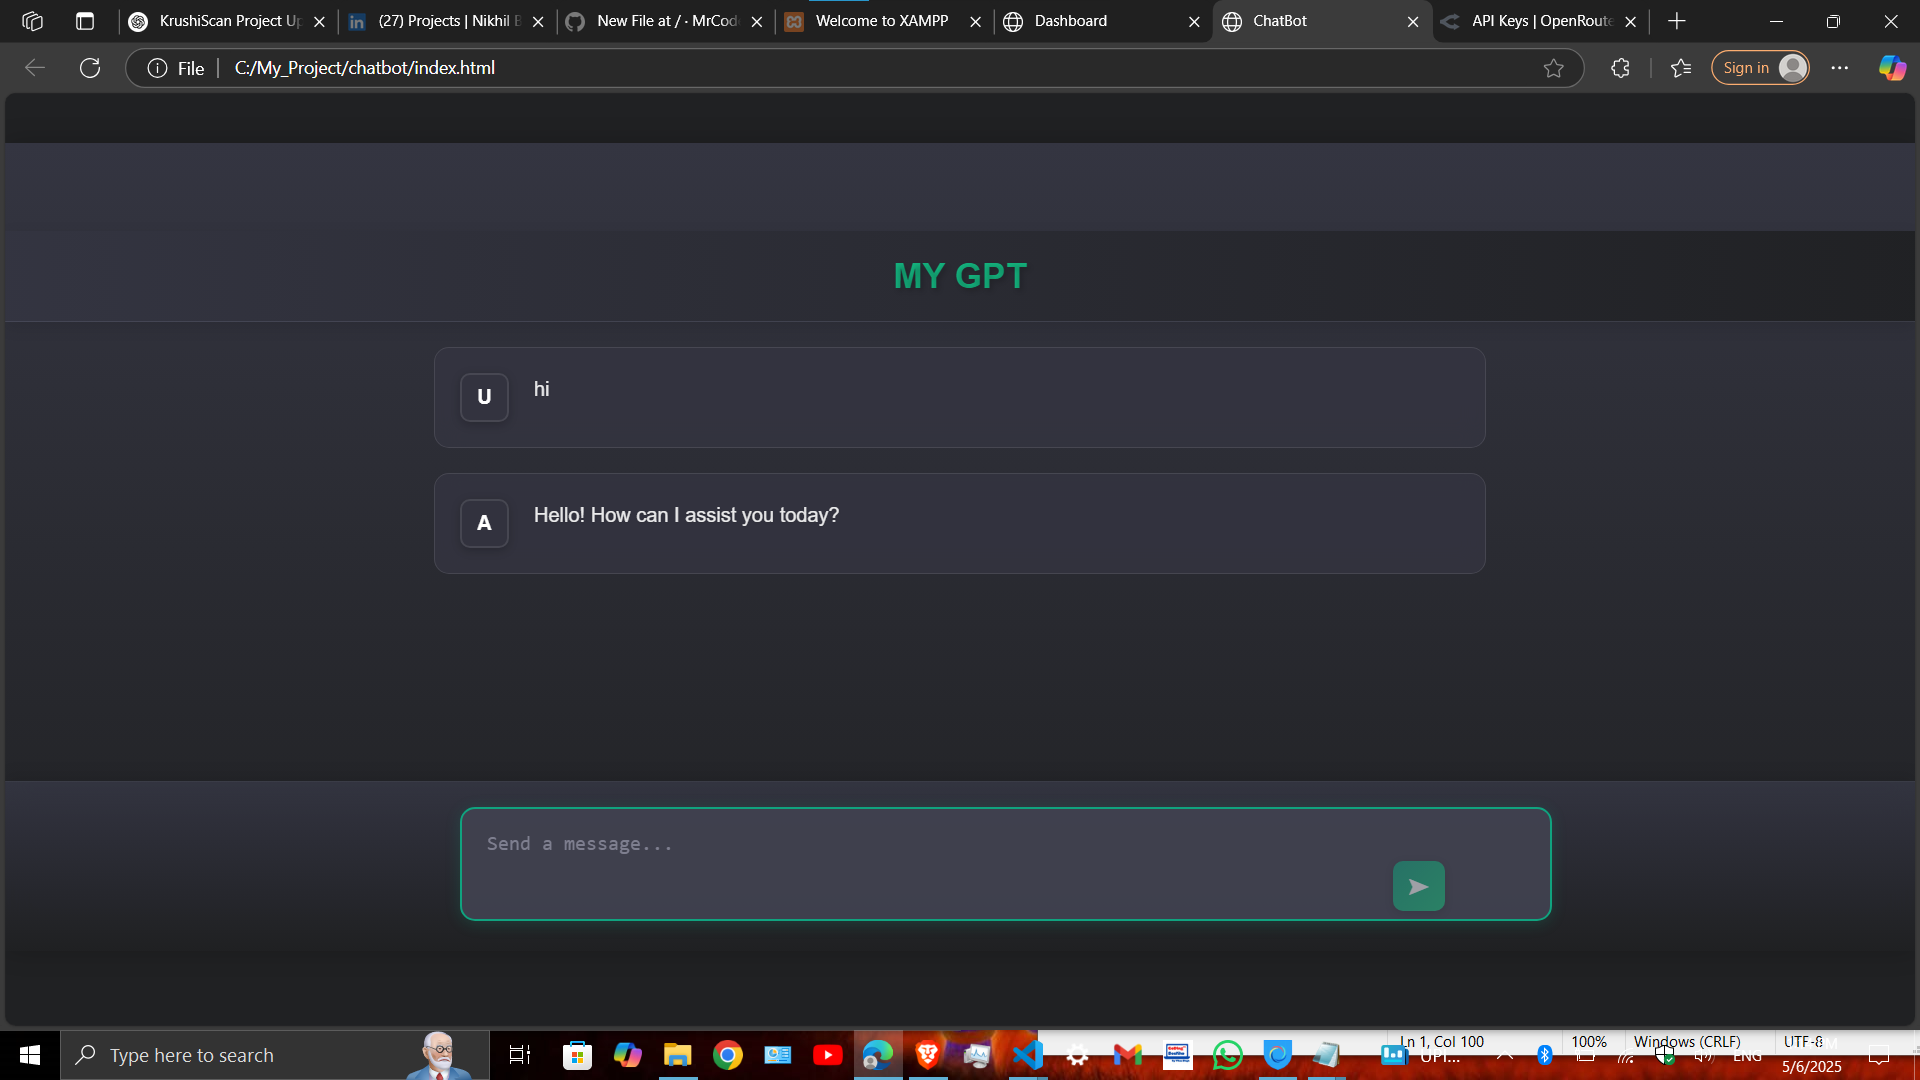 KrushiScan Project Up
(27) Projects | Nikhil B
New File at / · MrCod
Welcome to XAMPP
Dashboard
ChatBot
API Keys | OpenRoute
File
C:/My_Project/chatbot/index.html
Sign in
MY GPT
U
hi
A
Hello! How can I assist you today?
Send a message...
Type here to search
Ln 1, Col 100
100%
Windows (CRLF)
UTF-8
UPI...
ENG
5/6/2025